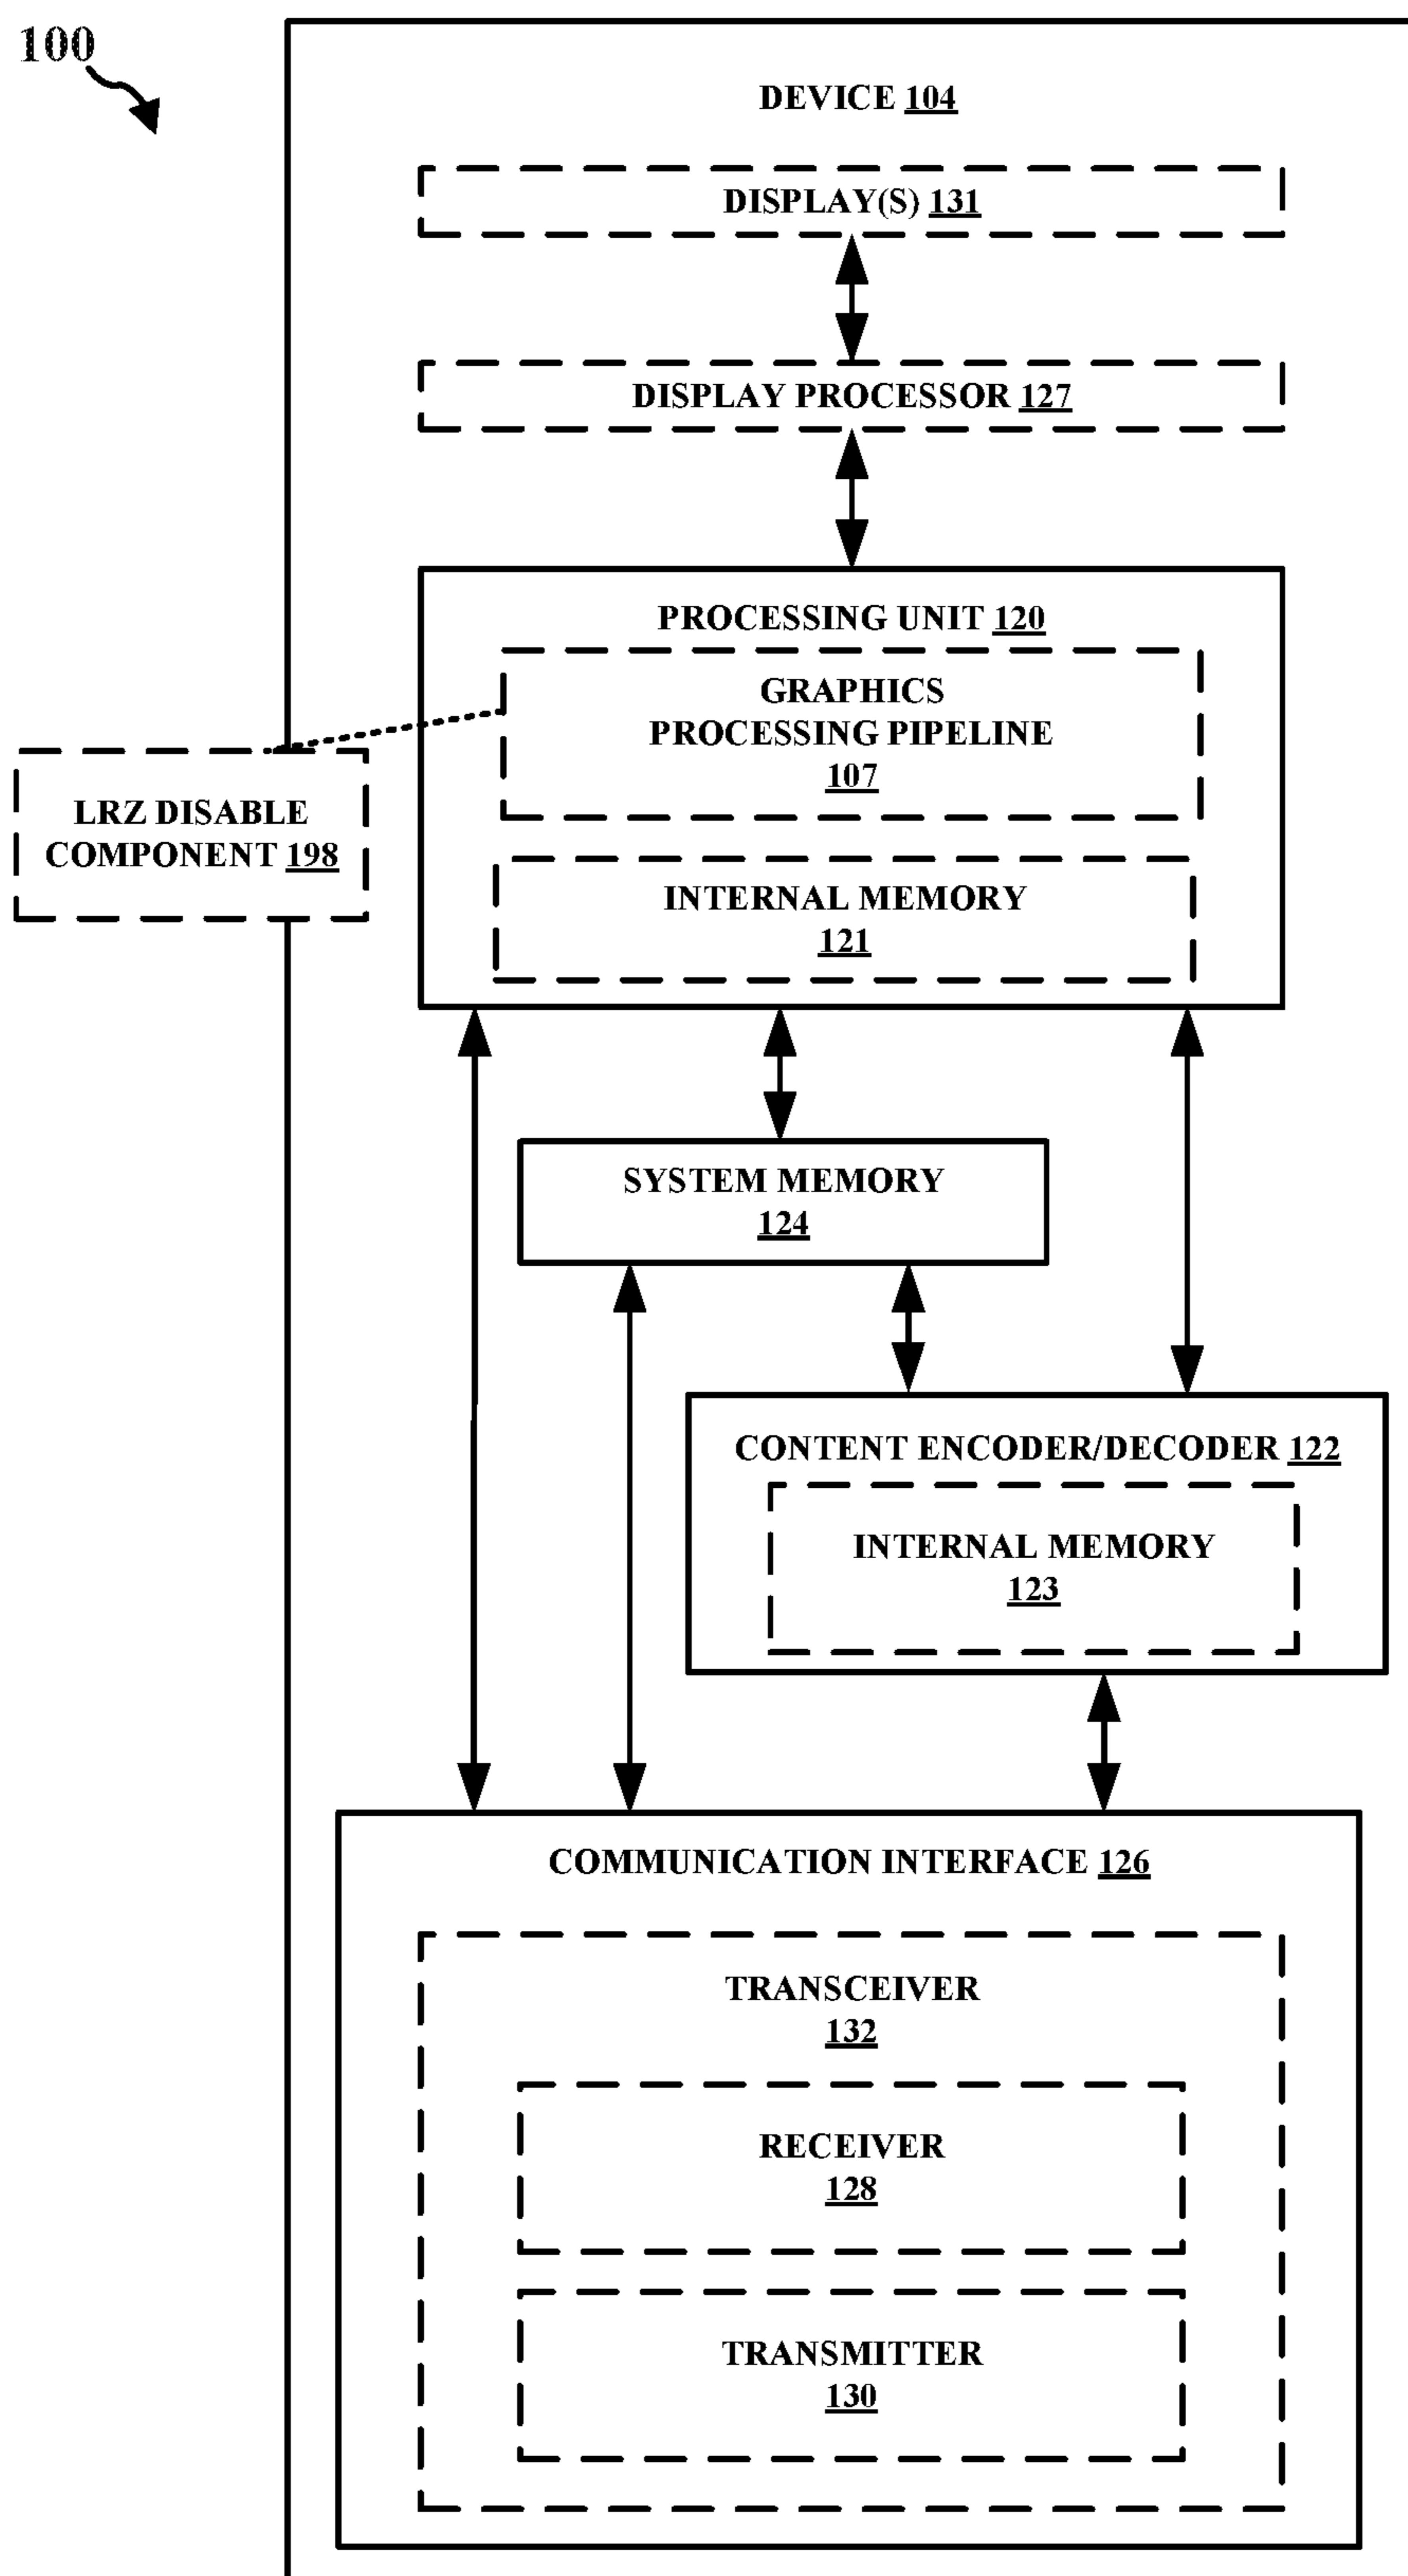 100
DEVICE 104
DISPLAY(S) 131
DISPLAY PROCESSOR 127
PROCESSING UNIT 120
GRAPHICS
PROCESSING PIPELINE
107
LRZ DISABLE
COMPONENT 198
INTERNAL MEMORY
121
SYSTEM MEMORY
124
CONTENT ENCODER/DECODER 122
INTERNAL MEMORY
123
COMMUNICATION INTERFACE 126
TRANSCEIVER
132
RECEIVER
128
TRANSMITTER
130